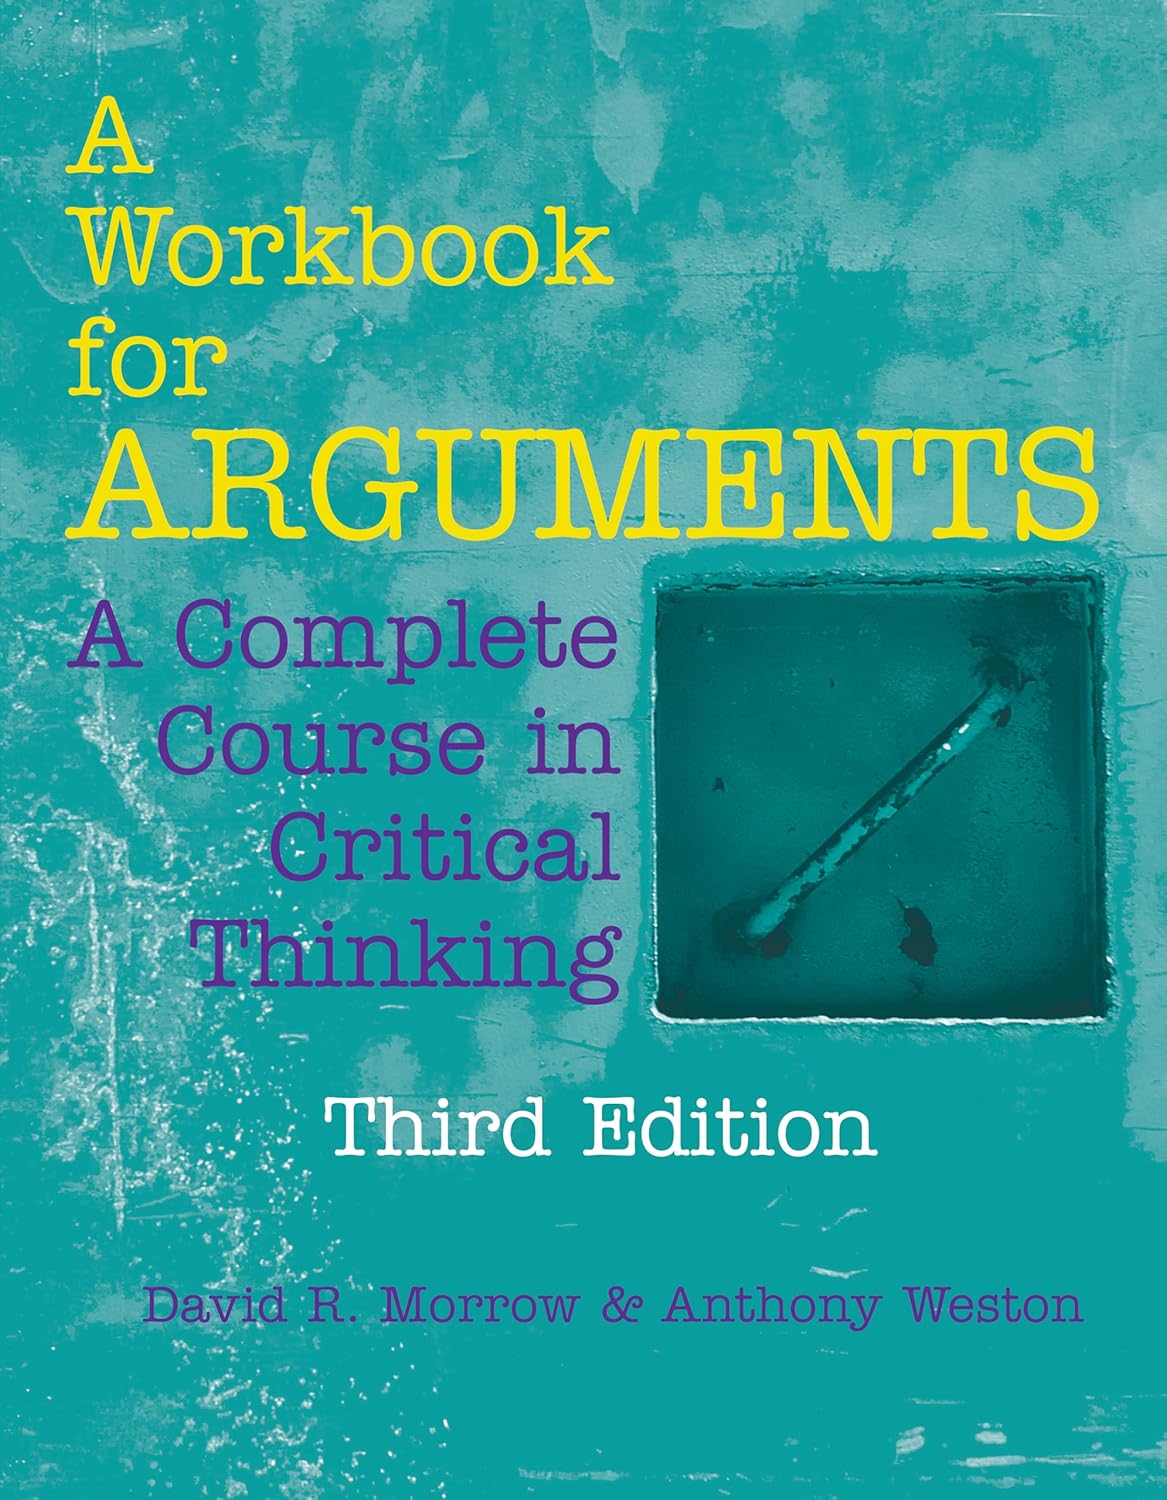 A
Workbook
for
ARGUMENTS
A Complete
Course in
Critical
Thinking
Third Edition
David R. Morrow & Anthony Weston